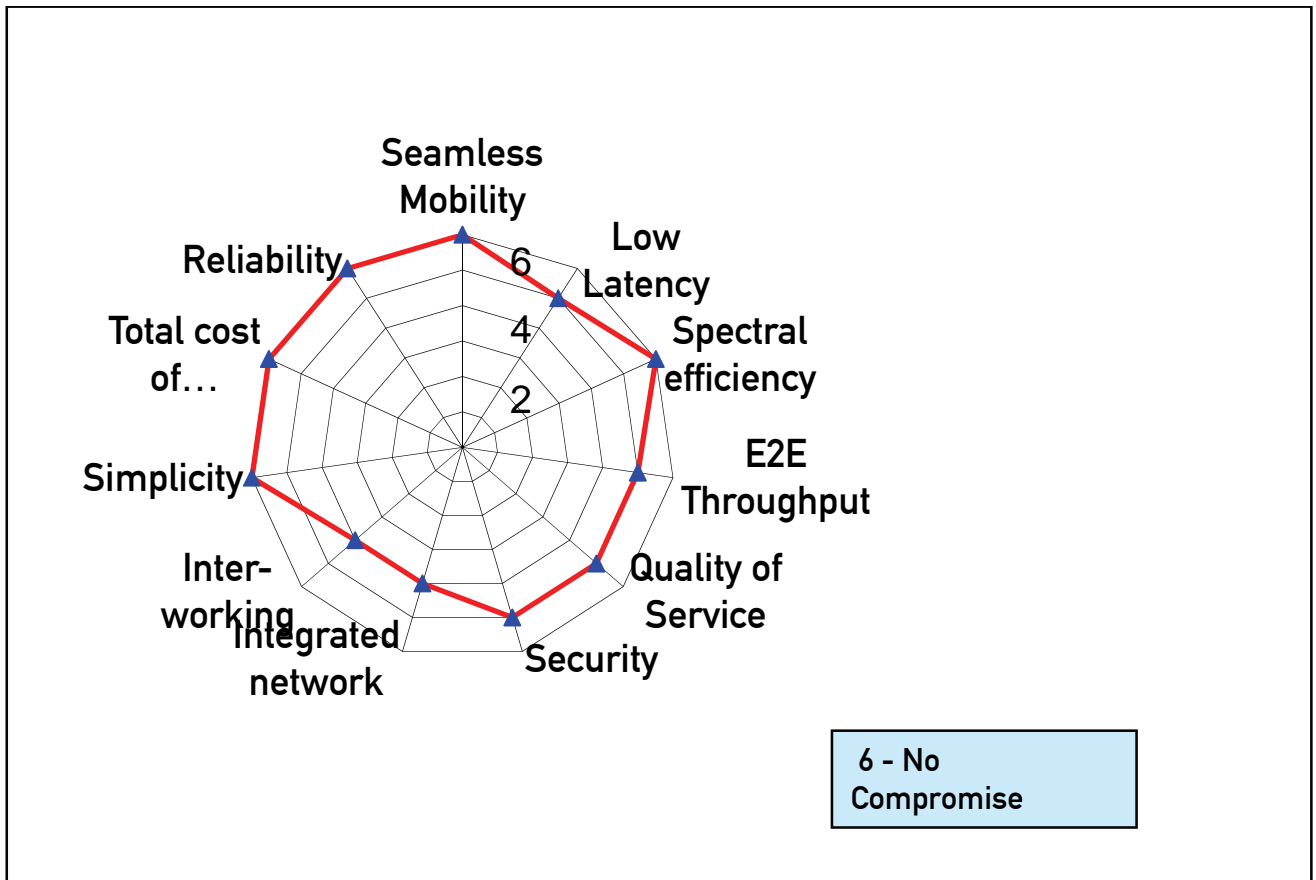 Seamless
Mobility
Low
Latency
Spectral
efficiency
E2E
Throughput
Quality of
Service
Security
Integrated
network
Inter-
working
Simplicity
Total cost
of…
Reliability
6
4
2
6 - No
Compromise